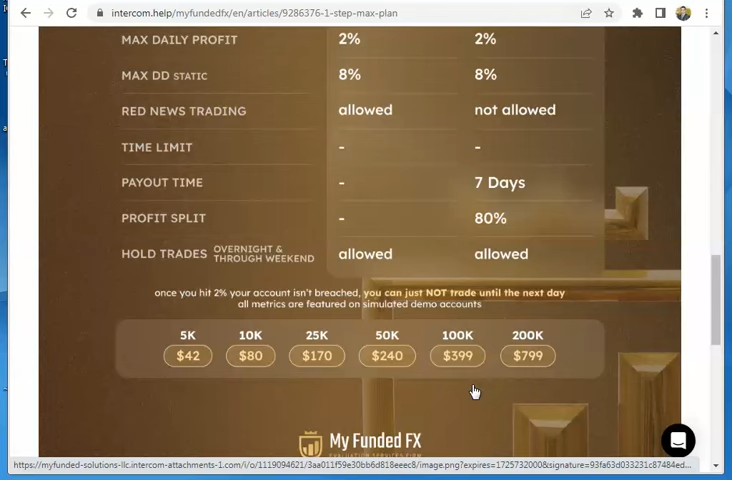 intercom.help/myfundedfx/en/articles/9286376-1-step-max-plan
MAX DAILY PROFIT 2% 2%
MAX DD STATIC 8% 8%
RED NEWS TRADING allowed not allowed
TIME LIMIT - -
PAYOUT TIME - 7 Days
PROFIT SPLIT - 80%
HOLD TRADES OVERNIGHT & THROUGH WEEKEND allowed allowed
once you hit 2% your account isn't breached, you can just NOT trade until the next day
all metrics are featured on simulated demo accounts
5K 10K 25K 50K 100K 200K
$42 $80 $170 $240 $399 $799
My Funded FX
EVALUATION SERVICES FIRM
https://myfunded-solutions-llc.intercom-attachments-1.com/i/o/1119094621/3aa011f59e30bb6d818eeec8/image.png?expires=1725732000&signature=93fa63d033231c87484ed...